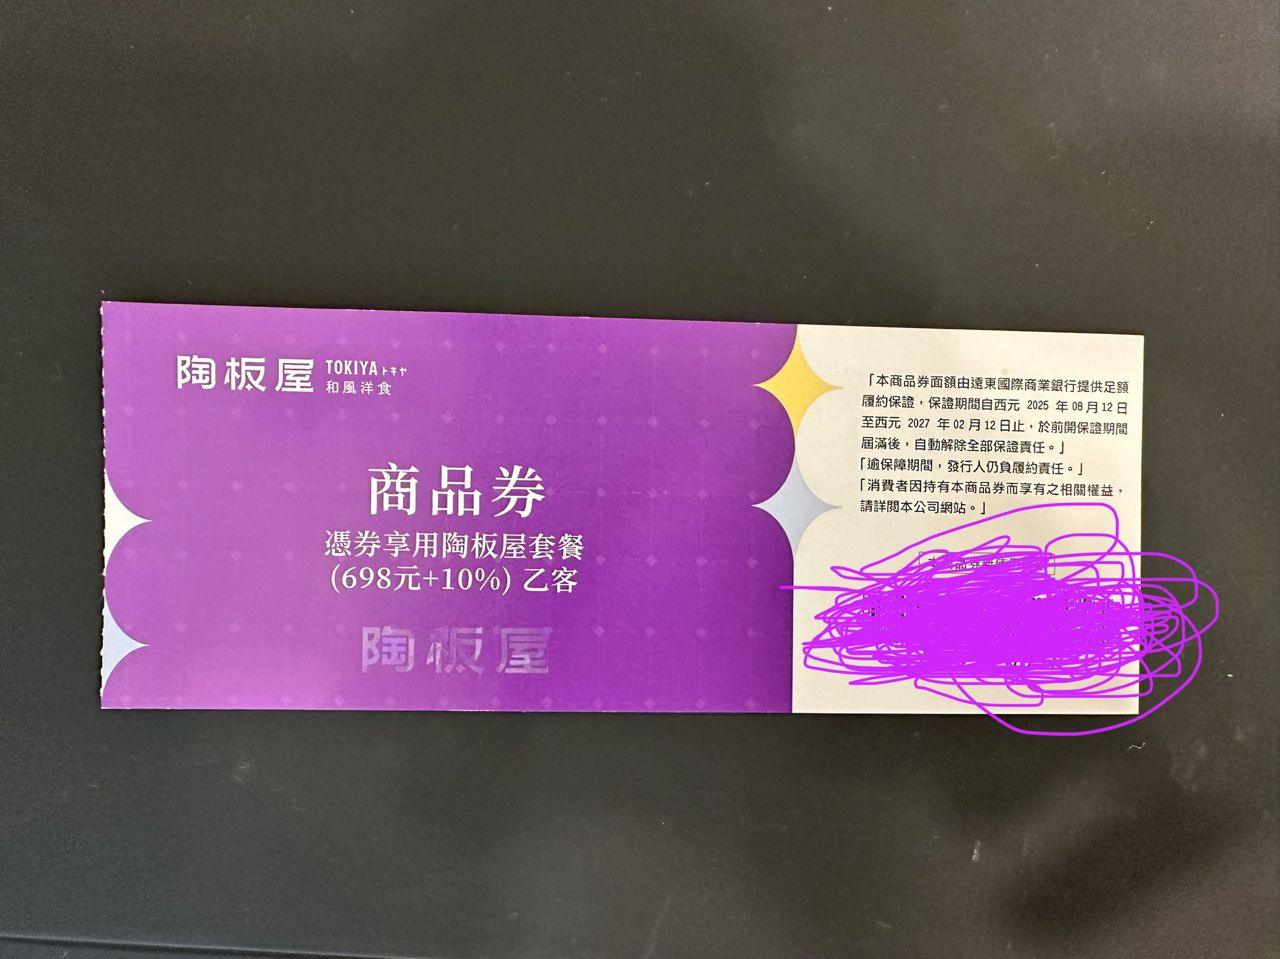 陶板屋 TOKIYA トキヤ
和風洋食
商品券
憑券享用陶板屋套餐
(698元+10%) 乙客
陶板屋
「本商品券面額由遠東國際商業銀行提供足額
履約保證，保證期間自西元 2025 年 08 月 12 日
至西元 2027 年 02 月 12 日止，於前開保證期間
屆滿後，自動解除全部保證責任。」
「逾保障期間，發行人仍負履約責任。」
「消費者因持有本商品券而享有之相關權益，
請詳閱本公司網站。」